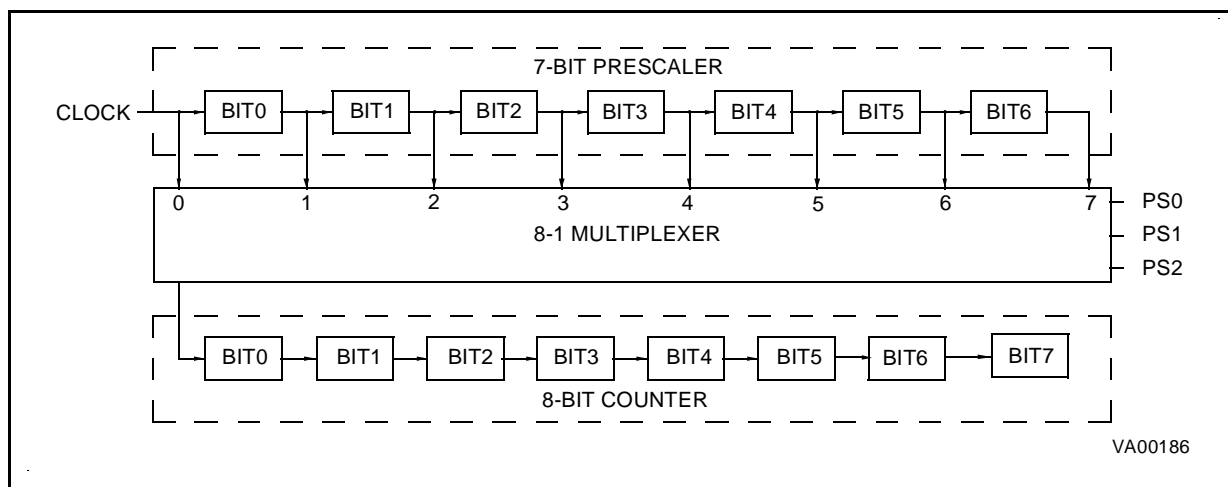 7-BIT PRESCALER
CLOCK BIT0 BIT1 BIT2 BIT3 BIT4 BIT5 BIT6
0 1 2 3 4 5 6 7 PS0
8-1 MULTIPLEXER PS1
PS2
BIT0 BIT1 BIT2 BIT3 BIT4 BIT5 BIT6 BIT7
8-BIT COUNTER
VA00186